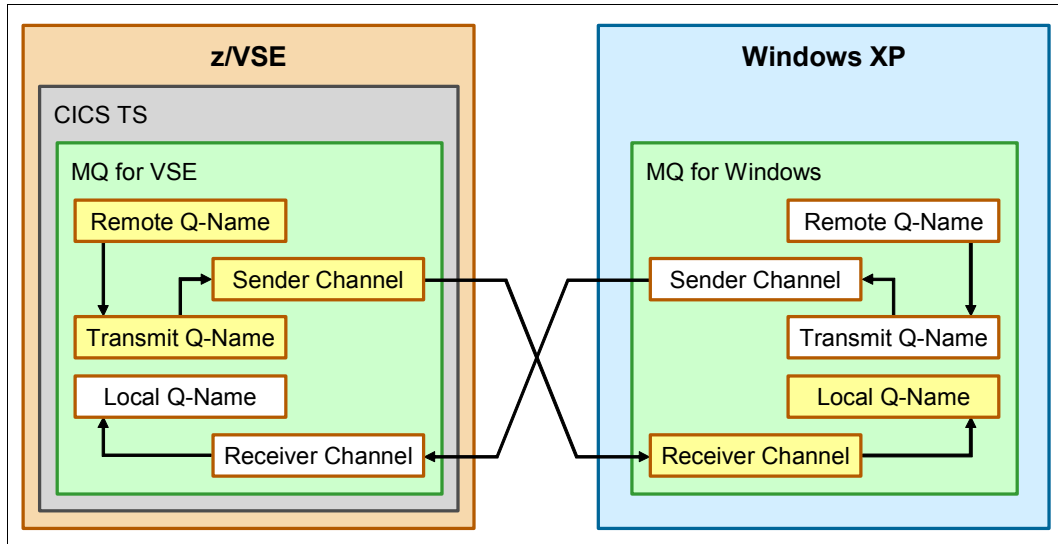 z/VSE
CICS TS
MQ for VSE
Remote Q-Name
Sender Channel
Transmit Q-Name
Local Q-Name
Receiver Channel
Windows XP
MQ for Windows
Remote Q-Name
Sender Channel
Transmit Q-Name
Local Q-Name
Receiver Channel